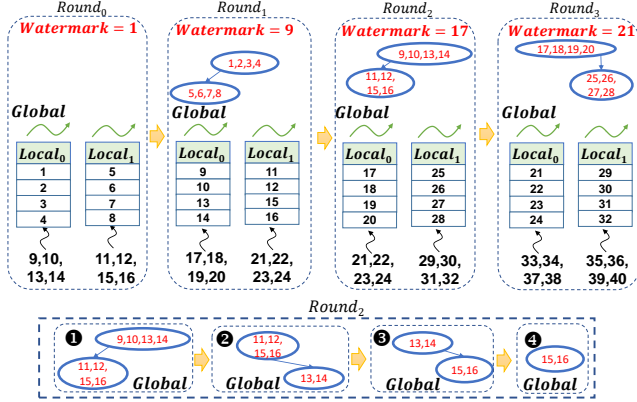 Round₀
Watermark = 1
Global
Local₀
Local₁
1
5
2
6
3
7
4
8
9,10,
13,14
11,12,
15,16
Round₁
Watermark = 9
1,2,3,4
5,6,7,8
Global
Local₀
Local₁
9
11
10
12
13
15
14
16
17,18,
19,20
21,22,
23,24
Round₂
Watermark = 17
9,10,13,14
11,12,
15,16
Global
Local₀
Local₁
17
25
18
26
19
27
20
28
21,22,
23,24
29,30,
31,32
Round₃
Watermark = 21
17,18,19,20
25,26,
27,28
Global
Local₀
Local₁
21
29
22
30
23
31
24
32
33,34,
37,38
35,36,
39,40
Round₂
❶
9,10,13,14
11,12,
15,16
Global
❷
11,12,
15,16
13,14
Global
❸
13,14
15,16
Global
❹
15,16
Global